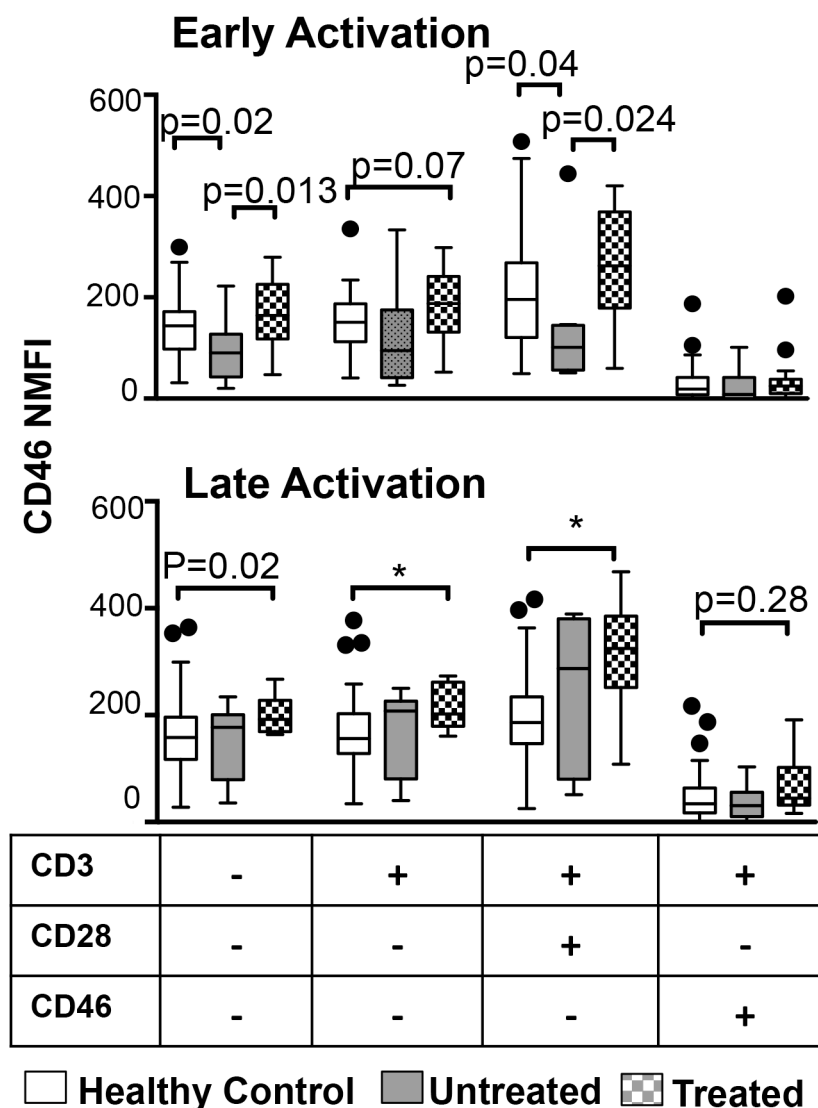 Early Activation
p=0.04
600
p=0.02
p=0.024
p=0.07
p=0.013
400
200
0
CD46 NMFI
Late Activation
600
P=0.02
*
*
400
p=0.28
200
0
CD3 - + + +
CD28 - - + -
CD46 - - - +
Healthy Control Untreated Treated